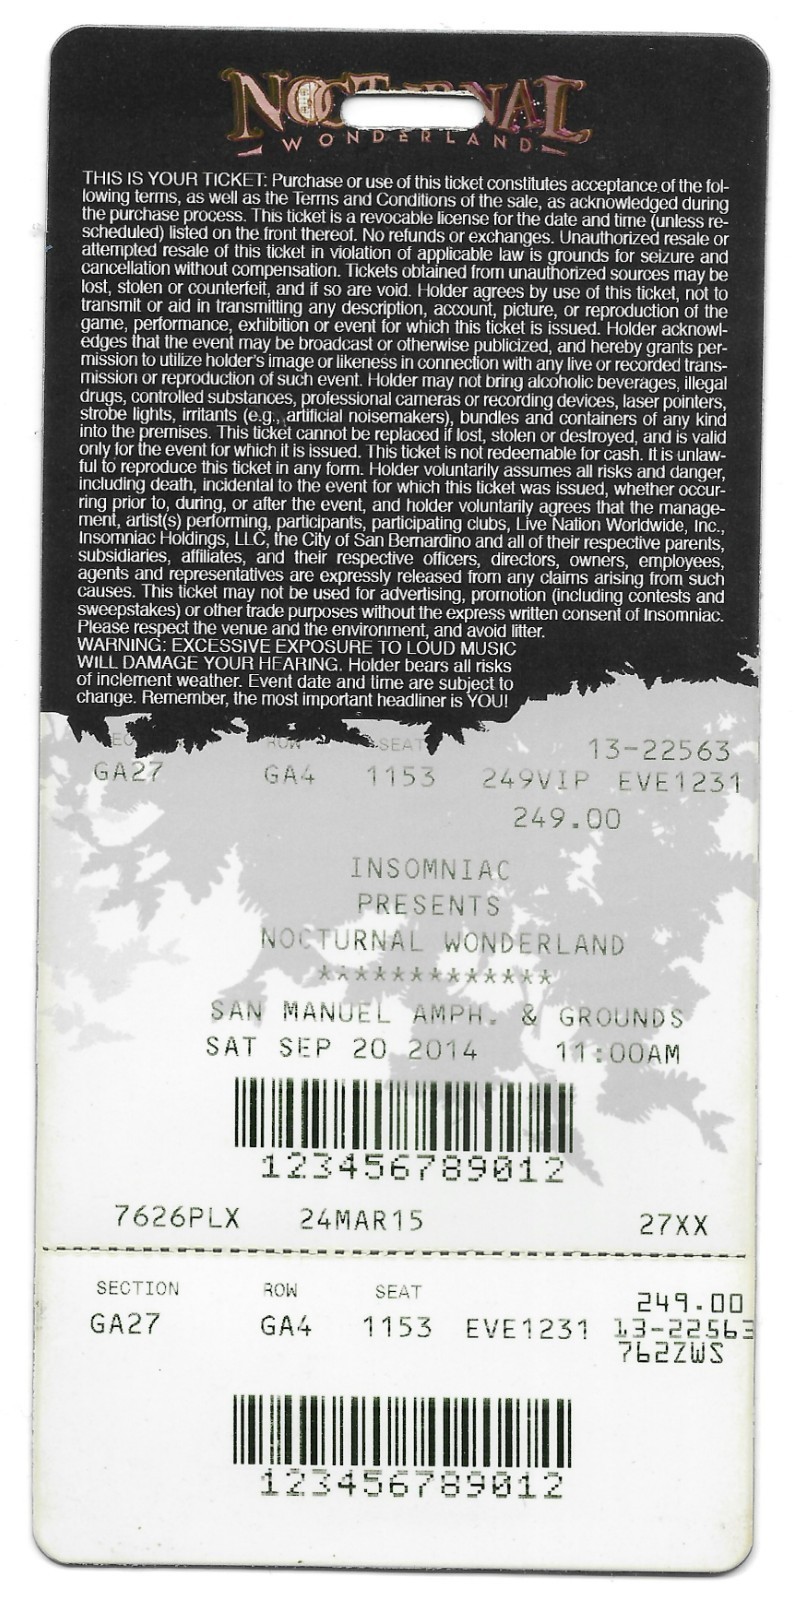 NOCTURNAL
WONDERLAND
THIS IS YOUR TICKET: Purchase or use of this ticket constitutes acceptance of the fol-
lowing terms, as well as the Terms and Conditions of the sale, as acknowledged during
the purchase process. This ticket is a revocable license for the date and time (unless re-
scheduled) listed on the front thereof. No refunds or exchanges. Unauthorized resale or
attempted resale of this ticket in violation of applicable law is grounds for seizure and
cancellation without compensation. Tickets obtained from unauthorized sources may be
lost, stolen or counterfeit, and if so are void. Holder agrees by use of this ticket, not to
transmit or aid in transmitting any description, account, picture, or reproduction of the
game, performance, exhibition or event for which this ticket is issued. Holder acknowl-
edges that the event may be broadcast or otherwise publicized, and hereby grants per-
mission to utilize holder's image or likeness in connection with any live or recorded trans-
mission or reproduction of such event. Holder may not bring alcoholic beverages, illegal
drugs, controlled substances, professional cameras or recording devices, laser pointers,
strobe lights, irritants (e.g., artificial noisemakers), bundles and containers of any kind
into the premises. This ticket cannot be replaced if lost, stolen or destroyed, and is valid
only for the event for which it is issued. This ticket is not redeemable for cash. It is unlaw-
ful to reproduce this ticket in any form. Holder voluntarily assumes all risks and danger,
including death, incidental to the event for which this ticket was issued, whether occur-
ring prior to, during, or after the event, and holder voluntarily agrees that the manage-
ment, artist(s) performing, participants, participating clubs, Live Nation Worldwide, Inc.,
Insomniac Holdings, LLC, the City of San Bernardino and all of their respective parents,
subsidiaries, affiliates, and their respective officers, directors, owners, employees,
agents and representatives are expressly released from any claims arising from such
causes. This ticket may not be used for advertising, promotion (including contests and
sweepstakes) or other trade purposes without the express written consent of Insomniac.
Please respect the venue and the environment, and avoid litter.
WARNING: EXCESSIVE EXPOSURE TO LOUD MUSIC
WILL DAMAGE YOUR HEARING. Holder bears all risks
of inclement weather. Event date and time are subject to
change. Remember, the most important headliner is YOU!
ROW SEAT 13-22563
GA27 GA4 1153 249VIP EVE1231
249.00
INSOMNIAC
PRESENTS
NOCTURNAL WONDERLAND
*************
SAN MANUEL AMPH. & GROUNDS
SAT SEP 20 2014 11:00AM
123456789012
7626PLX 24MAR15 27XX
SECTION ROW SEAT 249.00
GA27 GA4 1153 EVE1231 13-22563
762ZWS
123456789012